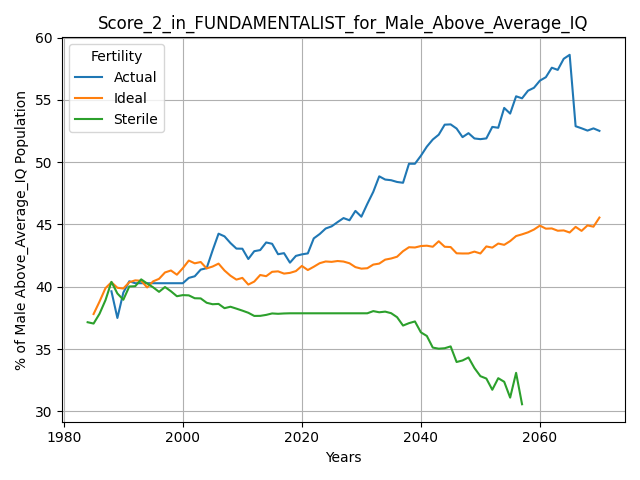 Score_2_in_FUNDAMENTALIST_for_Male_Above_Average_IQ
Fertility
Actual
Ideal
Sterile
% of Male Above_Average_IQ Population
60
55
50
45
40
35
30
1980 2000 2020 2040 2060
Years